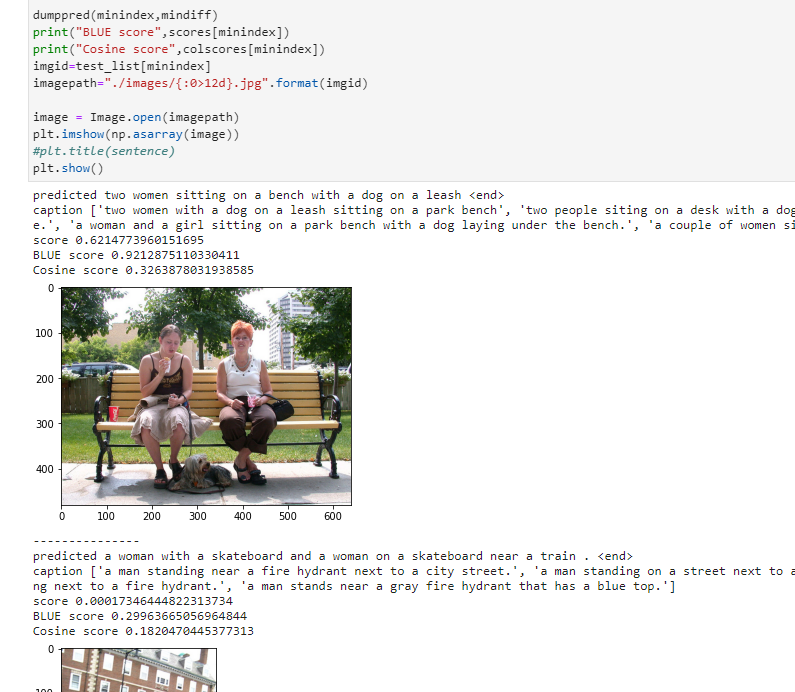 dumppred(minindex,mindiff)
print("BLUE score",scores[minindex])
print("Cosine score",colscores[minindex])
imgid=test_list[minindex]
imagepath="./images/{:0>12d}.jpg".format(imgid)
image = Image.open(imagepath)
plt.imshow(np.asarray(image))
#plt.title(sentence)
plt.show()
predicted two women sitting on a bench with a dog on a leash <end>
caption ['two women with a dog on a leash sitting on a park bench', 'two people siting on a desk with a dog
e.', 'a woman and a girl sitting on a park bench with a dog laying under the bench.', 'a couple of women si
score 0.6214773960151695
BLUE score 0.9212875110330411
Cosine score 0.3263878031938585
0
100
200
300
400
0 100 200 300 400 500 600
---------------
predicted a woman with a skateboard and a woman on a skateboard near a train . <end>
caption ['a man standing near a fire hydrant next to a city street.', 'a man standing on a street next to a
ng next to a fire hydrant.', 'a man stands near a gray fire hydrant that has a blue top.']
score 0.00017346444822313734
BLUE score 0.29963665056964844
Cosine score 0.1820470445377313
0
100